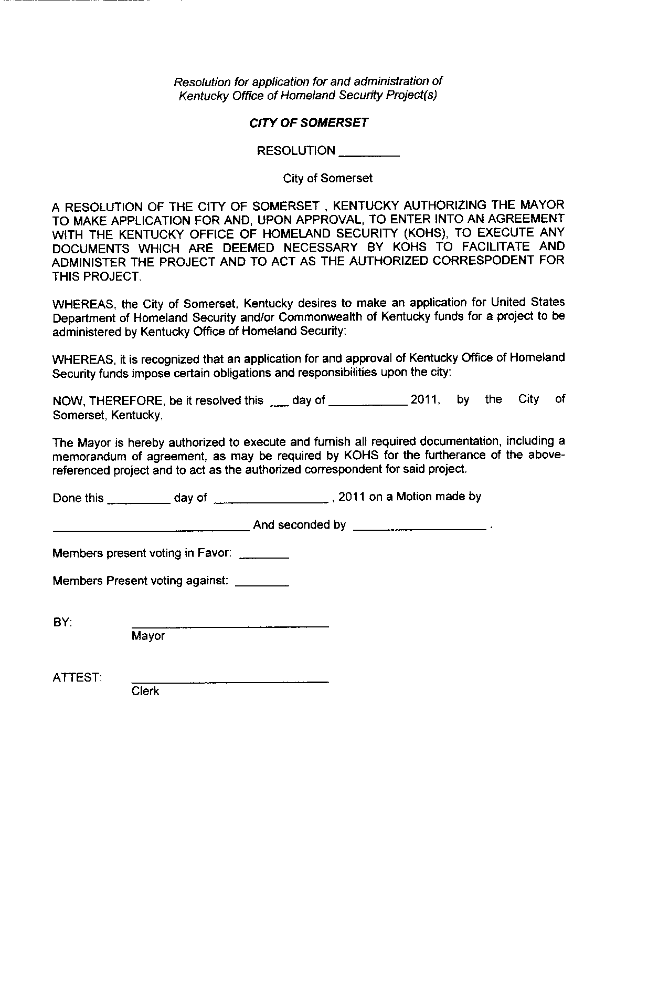 Resolution for application for and administration of
Kentucky Office of Homeland Security Project(s)
CITY OF SOMERSET
RESOLUTION _________
City of Somerset
A RESOLUTION OF THE CITY OF SOMERSET , KENTUCKY AUTHORIZING THE MAYOR
TO MAKE APPLICATION FOR AND, UPON APPROVAL, TO ENTER INTO AN AGREEMENT
WITH THE KENTUCKY OFFICE OF HOMELAND SECURITY (KOHS), TO EXECUTE ANY
DOCUMENTS WHICH ARE DEEMED NECESSARY BY KOHS TO FACILITATE AND
ADMINISTER THE PROJECT AND TO ACT AS THE AUTHORIZED CORRESPODENT FOR
THIS PROJECT.
WHEREAS, the City of Somerset, Kentucky desires to make an application for United States
Department of Homeland Security and/or Commonwealth of Kentucky funds for a project to be
administered by Kentucky Office of Homeland Security:
WHEREAS, it is recognized that an application for and approval of Kentucky Office of Homeland
Security funds impose certain obligations and responsibilities upon the city:
NOW, THEREFORE, be it resolved this ___ day of ____________ 2011, by the City of
Somerset, Kentucky,
The Mayor is hereby authorized to execute and furnish all required documentation, including a
memorandum of agreement, as may be required by KOHS for the furtherance of the above-
referenced project and to act as the authorized correspondent for said project.
Done this __________ day of __________________ , 2011 on a Motion made by
______________________________ And seconded by ____________________ .
Members present voting in Favor: ________
Members Present voting against: ________
BY: ______________________________
Mayor
ATTEST: ______________________________
Clerk